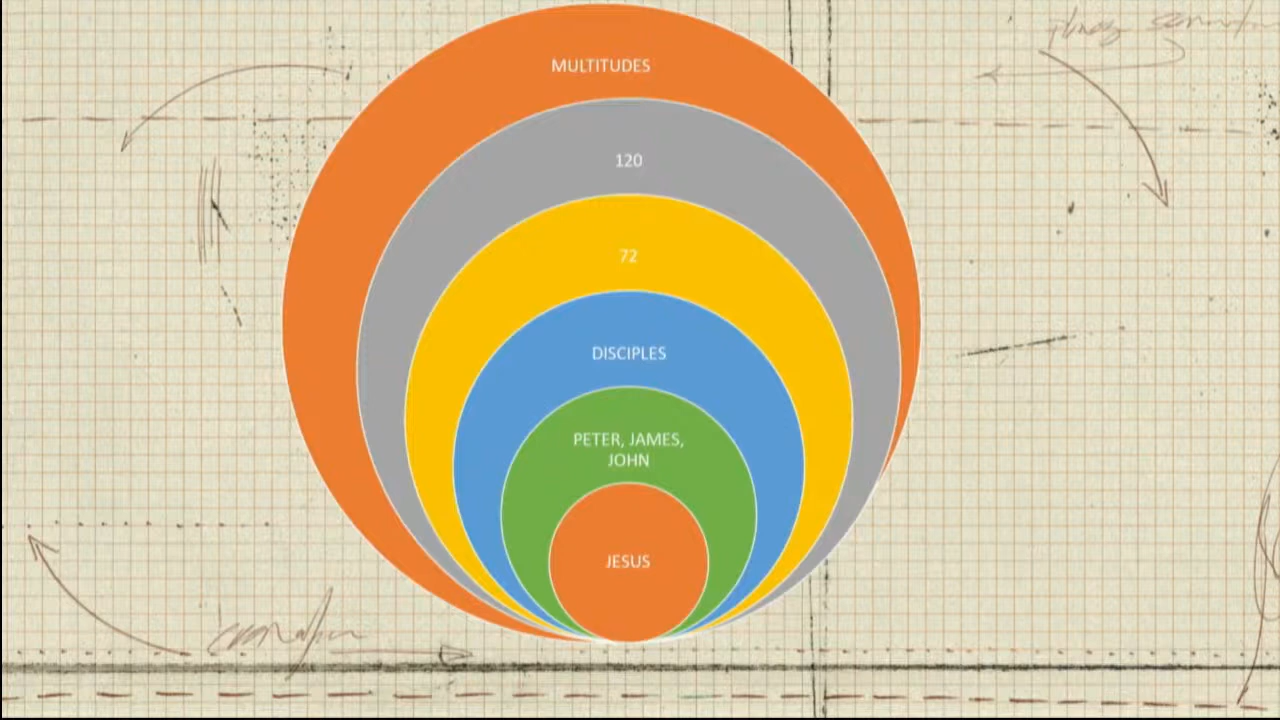 MULTITUDES
120
72
DISCIPLES
PETER, JAMES,
JOHN
JESUS